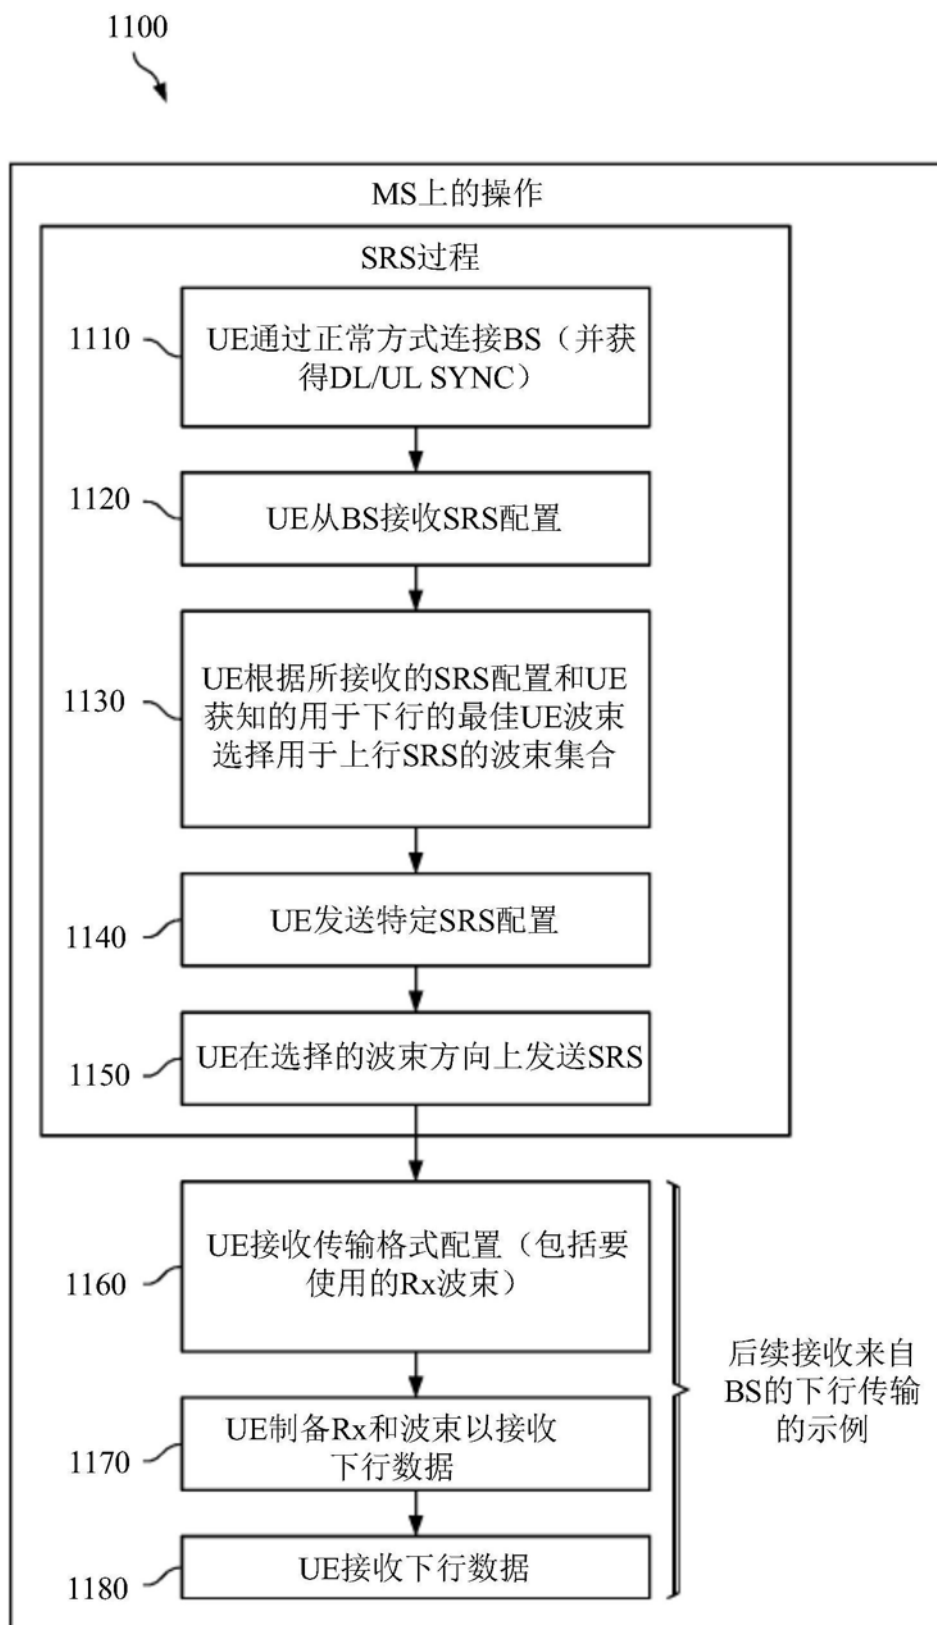 1100
MS上的操作
SRS过程
1110
UE通过正常方式连接BS（并获
得DL/UL SYNC）
1120
UE从BS接收SRS配置
1130
UE根据所接收的SRS配置和UE
获知的用于下行的最佳UE波束
选择用于上行SRS的波束集合
1140
UE发送特定SRS配置
1150
UE在选择的波束方向上发送SRS
1160
UE接收传输格式配置（包括要
使用的Rx波束）
后续接收来自
BS的下行传输
的示例
1170
UE制备Rx和波束以接收
下行数据
1180
UE接收下行数据